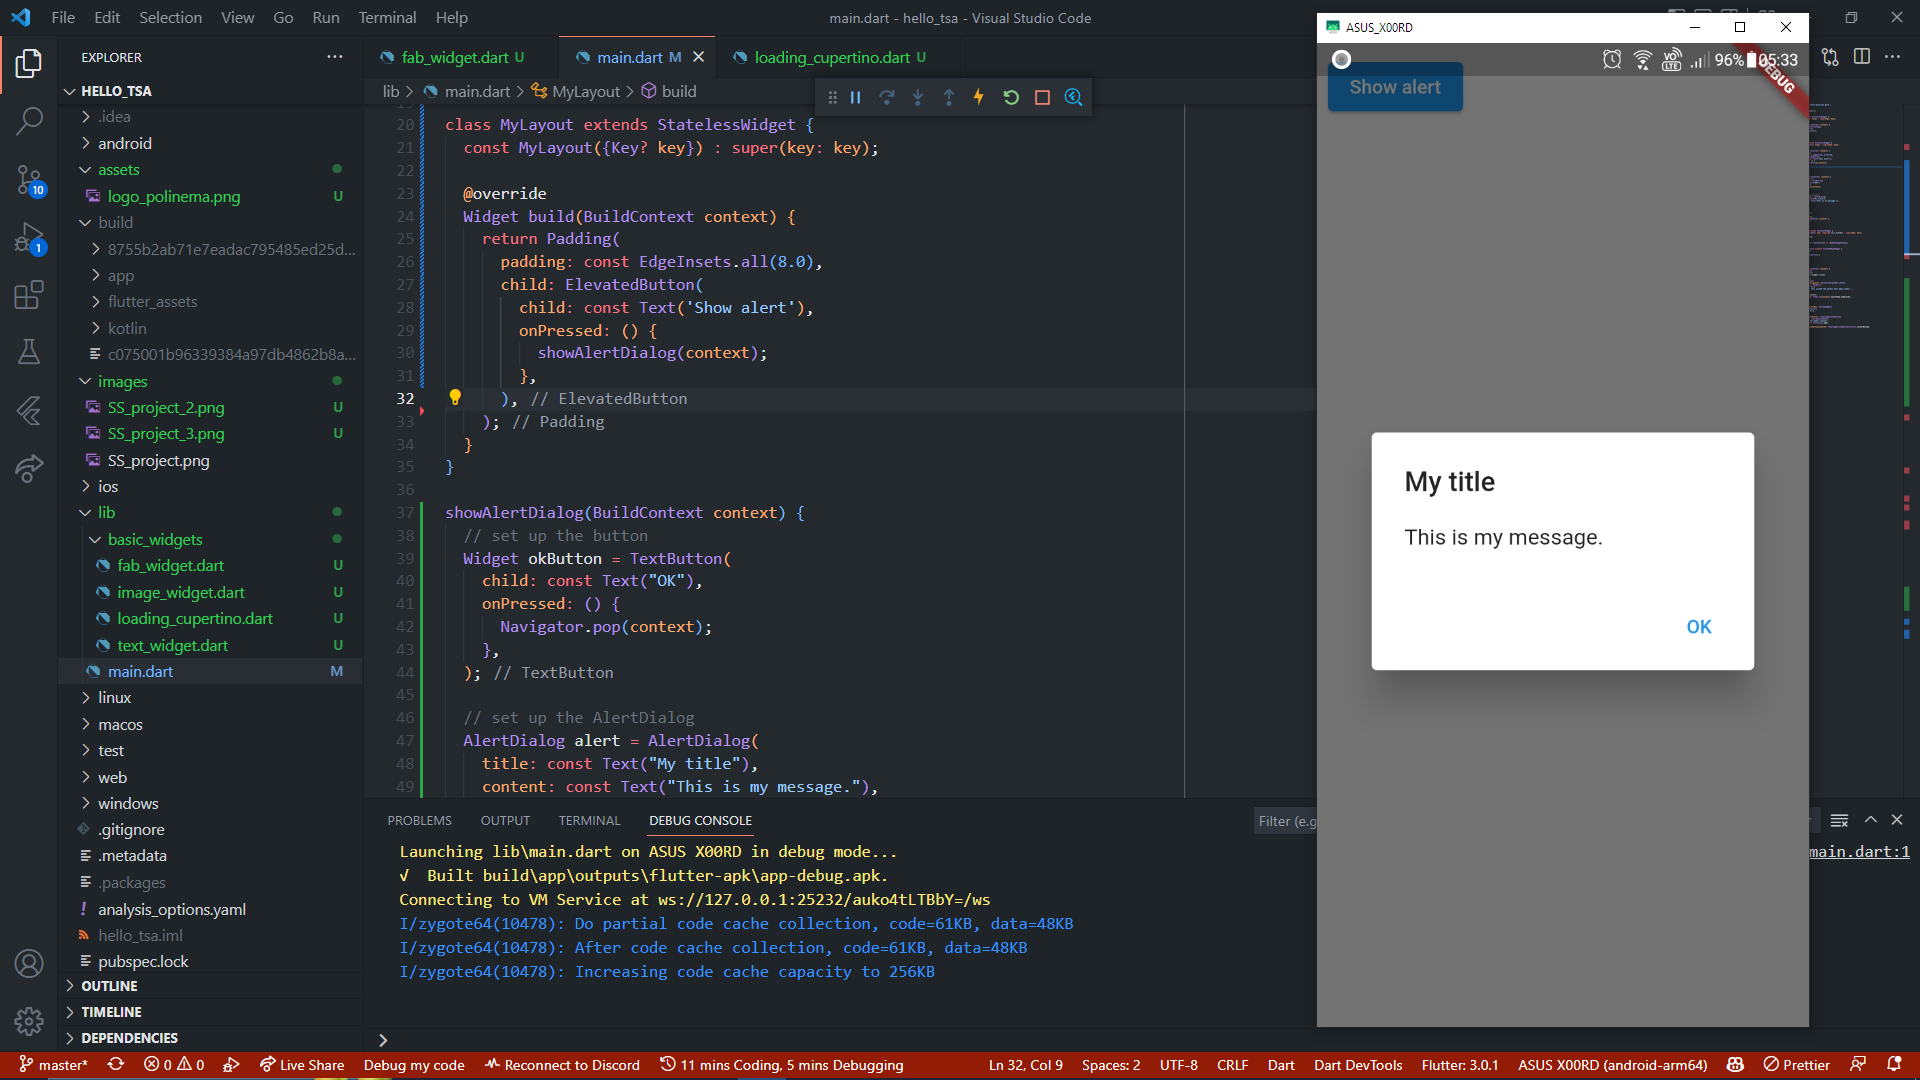 File Edit Selection View Go Run Terminal Help
main.dart - hello_tsa - Visual Studio Code
EXPLORER
HELLO_TSA
.idea
android
assets
logo_polinema.png U
build
8755b2ab71e7eadac795485ed25d...
app
flutter_assets
kotlin
c075001b96339384a97db4862b8a...
images
SS_project_2.png U
SS_project_3.png U
SS_project.png
ios
lib
basic_widgets
fab_widget.dart U
image_widget.dart U
loading_cupertino.dart U
text_widget.dart U
main.dart M
linux
macos
test
web
windows
.gitignore
.metadata
.packages
analysis_options.yaml
hello_tsa.iml
pubspec.lock
OUTLINE
TIMELINE
DEPENDENCIES
10
1
fab_widget.dart U
main.dart M
loading_cupertino.dart U
lib > main.dart > MyLayout > build
20 class MyLayout extends StatelessWidget {
21 const MyLayout({Key? key}) : super(key: key);
22
23 @override
24 Widget build(BuildContext context) {
25 return Padding(
26 padding: const EdgeInsets.all(8.0),
27 child: ElevatedButton(
28 child: const Text('Show alert'),
29 onPressed: () {
30 showAlertDialog(context);
31 },
32 ), // ElevatedButton
33 ); // Padding
34 }
35 }
36
37 showAlertDialog(BuildContext context) {
38 // set up the button
39 Widget okButton = TextButton(
40 child: const Text("OK"),
41 onPressed: () {
42 Navigator.pop(context);
43 },
44 ); // TextButton
45
46 // set up the AlertDialog
47 AlertDialog alert = AlertDialog(
48 title: const Text("My title"),
49 content: const Text("This is my message."),
PROBLEMS OUTPUT TERMINAL DEBUG CONSOLE
Filter (e.g
Launching lib\main.dart on ASUS X00RD in debug mode...
main.dart:1
√ Built build\app\outputs\flutter-apk\app-debug.apk.
Connecting to VM Service at ws://127.0.0.1:25232/auko4tLTBbY=/ws
I/zygote64(10478): Do partial code cache collection, code=61KB, data=48KB
I/zygote64(10478): After code cache collection, code=61KB, data=48KB
I/zygote64(10478): Increasing code cache capacity to 256KB
ASUS_X00RD
VO LTE 96% 05:33
DEBUG
Show alert
My title
This is my message.
OK
master* 0 0 Live Share Debug my code Reconnect to Discord 11 mins Coding, 5 mins Debugging Ln 32, Col 9 Spaces: 2 UTF-8 CRLF Dart Dart DevTools Flutter: 3.0.1 ASUS X00RD (android-arm64) Prettier